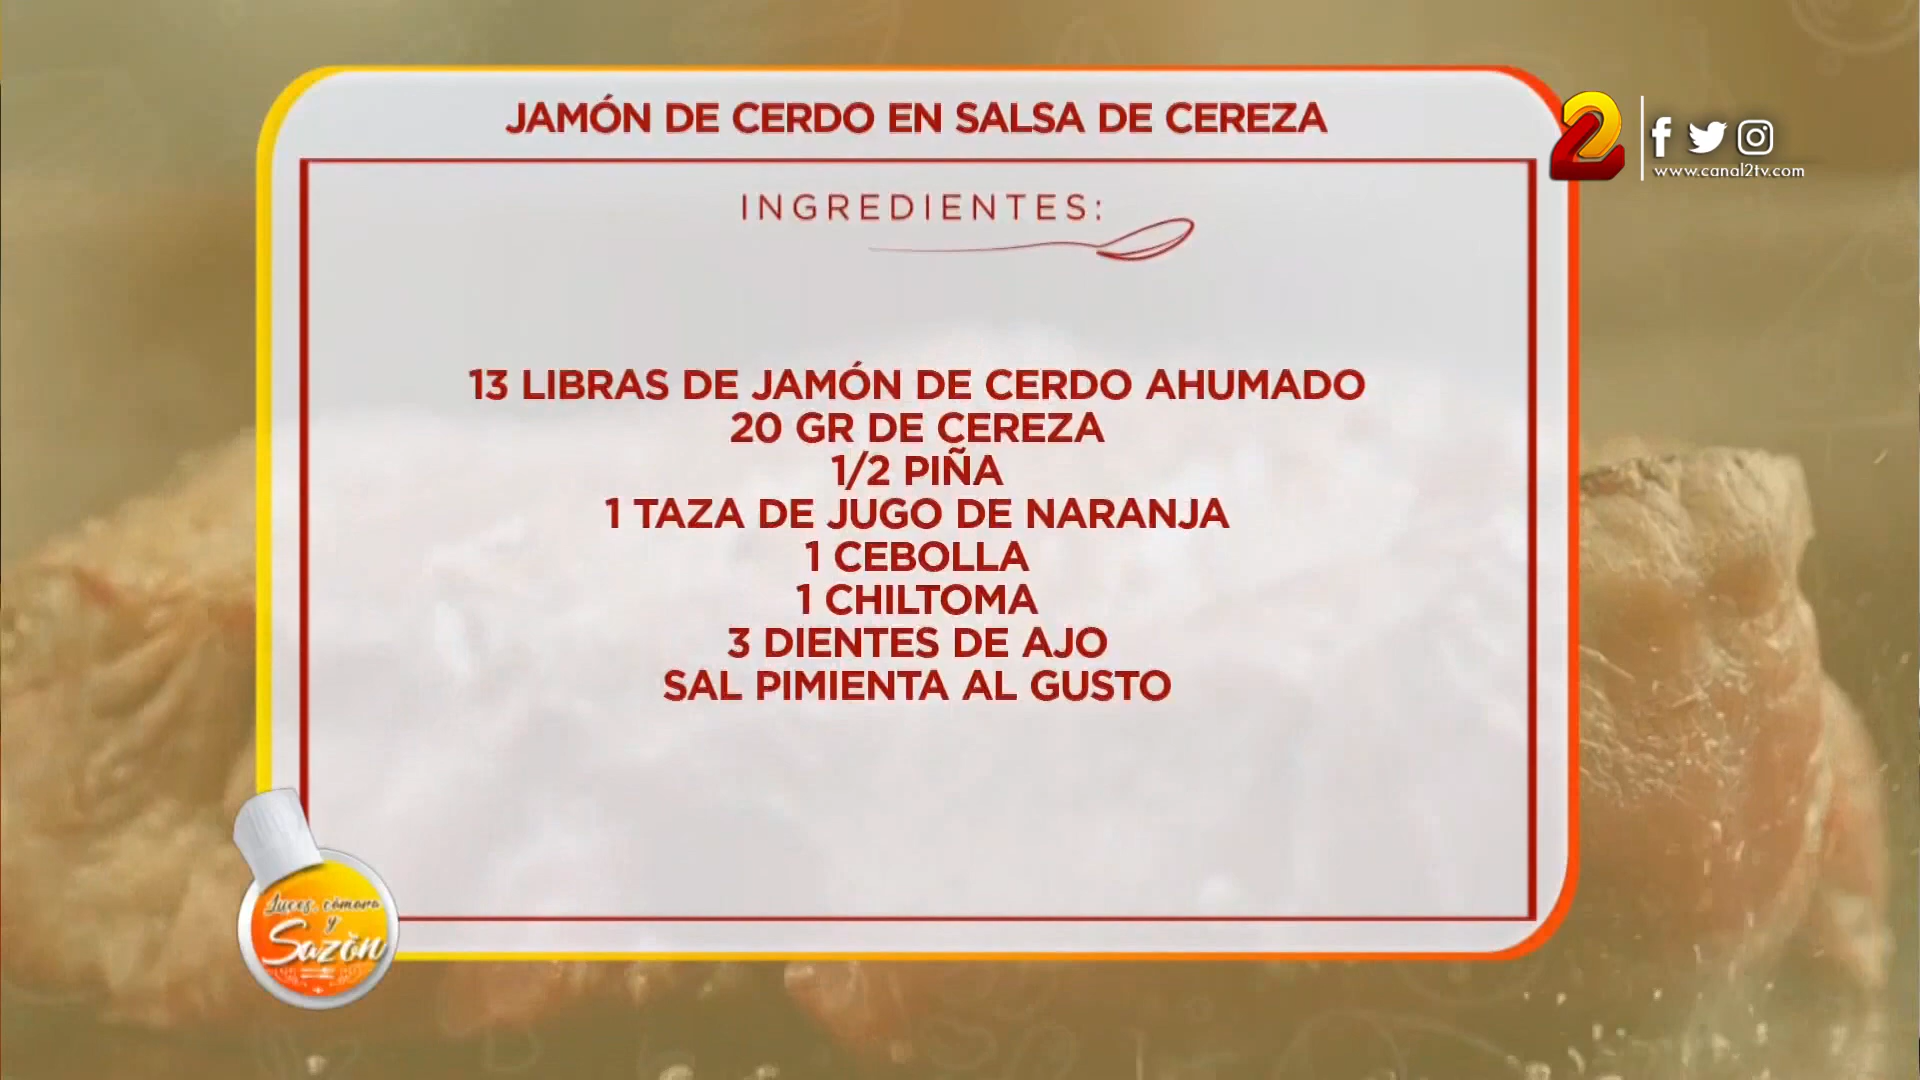 JAMÓN DE CERDO EN SALSA DE CEREZA
2
www.canal2tv.com
INGREDIENTES:
13 LIBRAS DE JAMÓN DE CERDO AHUMADO
20 GR DE CEREZA
1/2 PIÑA
1 TAZA DE JUGO DE NARANJA
1 CEBOLLA
1 CHILTOMA
3 DIENTES DE AJO
SAL PIMIENTA AL GUSTO
Luces, cámara
y
Sazón